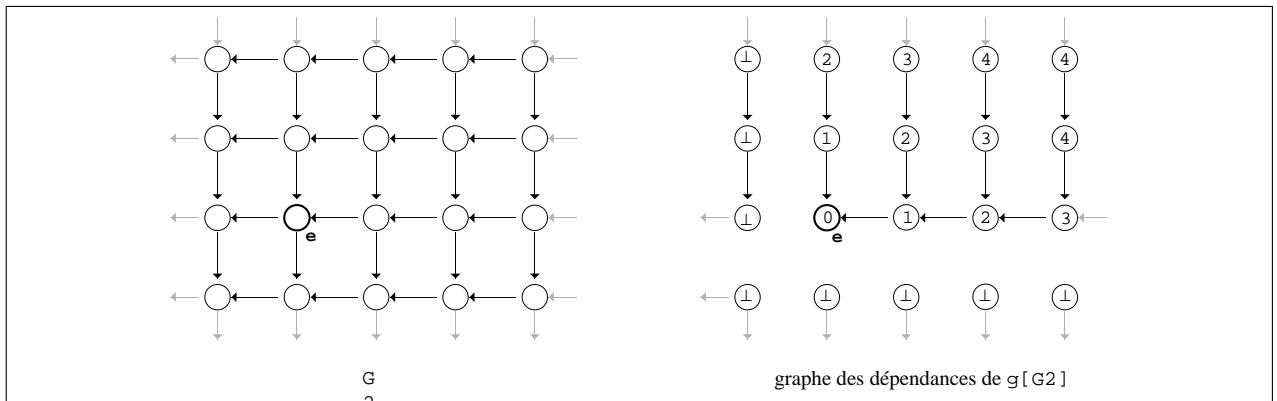 ⊥ 2 3 4 4
⊥ 1 2 3 4
⊥ 0 1 2 3
e
e
⊥ ⊥ ⊥ ⊥ ⊥
G
graphe des dépendances de g[G2]